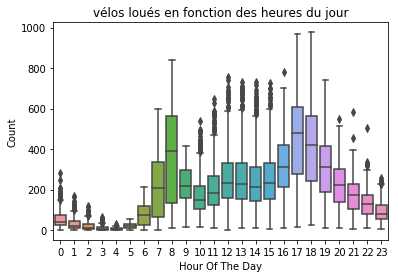 vélos loués en fonction des heures du jour
1000
800
600
400
200
0
Count
0 1 2 3 4 5 6 7 8 9 10 11 12 13 14 15 16 17 18 19 20 21 22 23
Hour Of The Day